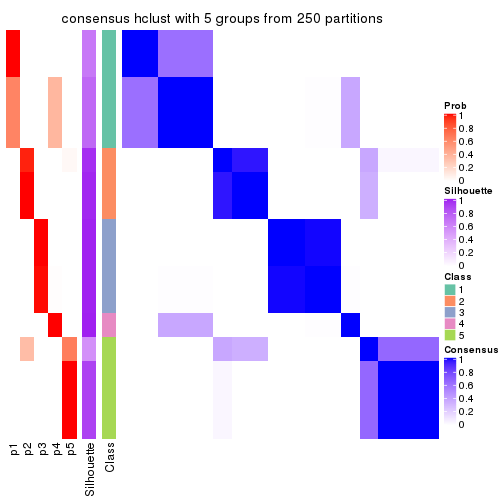 consensus hclust with 5 groups from 250 partitions
Prob
1
0.8
0.6
0.4
0.2
0
Silhouette
1
0.8
0.6
0.4
0.2
0
Class
1
2
3
4
5
Consensus
1
0.8
0.6
0.4
0.2
0
p1
p2
p3
p4
p5
Silhouette
Class